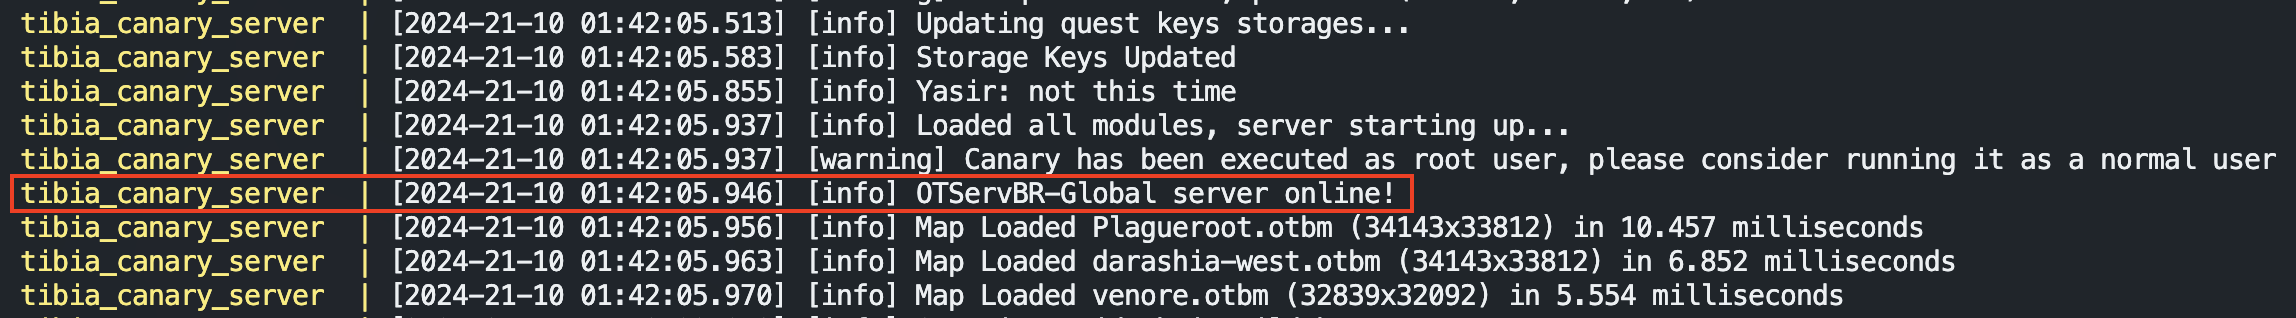 tibia_canary_server | [2024-21-10 01:42:05.513] [info] Updating quest keys storages...
tibia_canary_server | [2024-21-10 01:42:05.583] [info] Storage Keys Updated
tibia_canary_server | [2024-21-10 01:42:05.855] [info] Yasir: not this time
tibia_canary_server | [2024-21-10 01:42:05.937] [info] Loaded all modules, server starting up...
tibia_canary_server | [2024-21-10 01:42:05.937] [warning] Canary has been executed as root user, please consider running it as a normal user
tibia_canary_server | [2024-21-10 01:42:05.946] [info] OTServBR-Global server online!
tibia_canary_server | [2024-21-10 01:42:05.956] [info] Map Loaded Plagueroot.otbm (34143x33812) in 10.457 milliseconds
tibia_canary_server | [2024-21-10 01:42:05.963] [info] Map Loaded darashia-west.otbm (34143x33812) in 6.852 milliseconds
tibia_canary_server | [2024-21-10 01:42:05.970] [info] Map Loaded venore.otbm (32839x32092) in 5.554 milliseconds